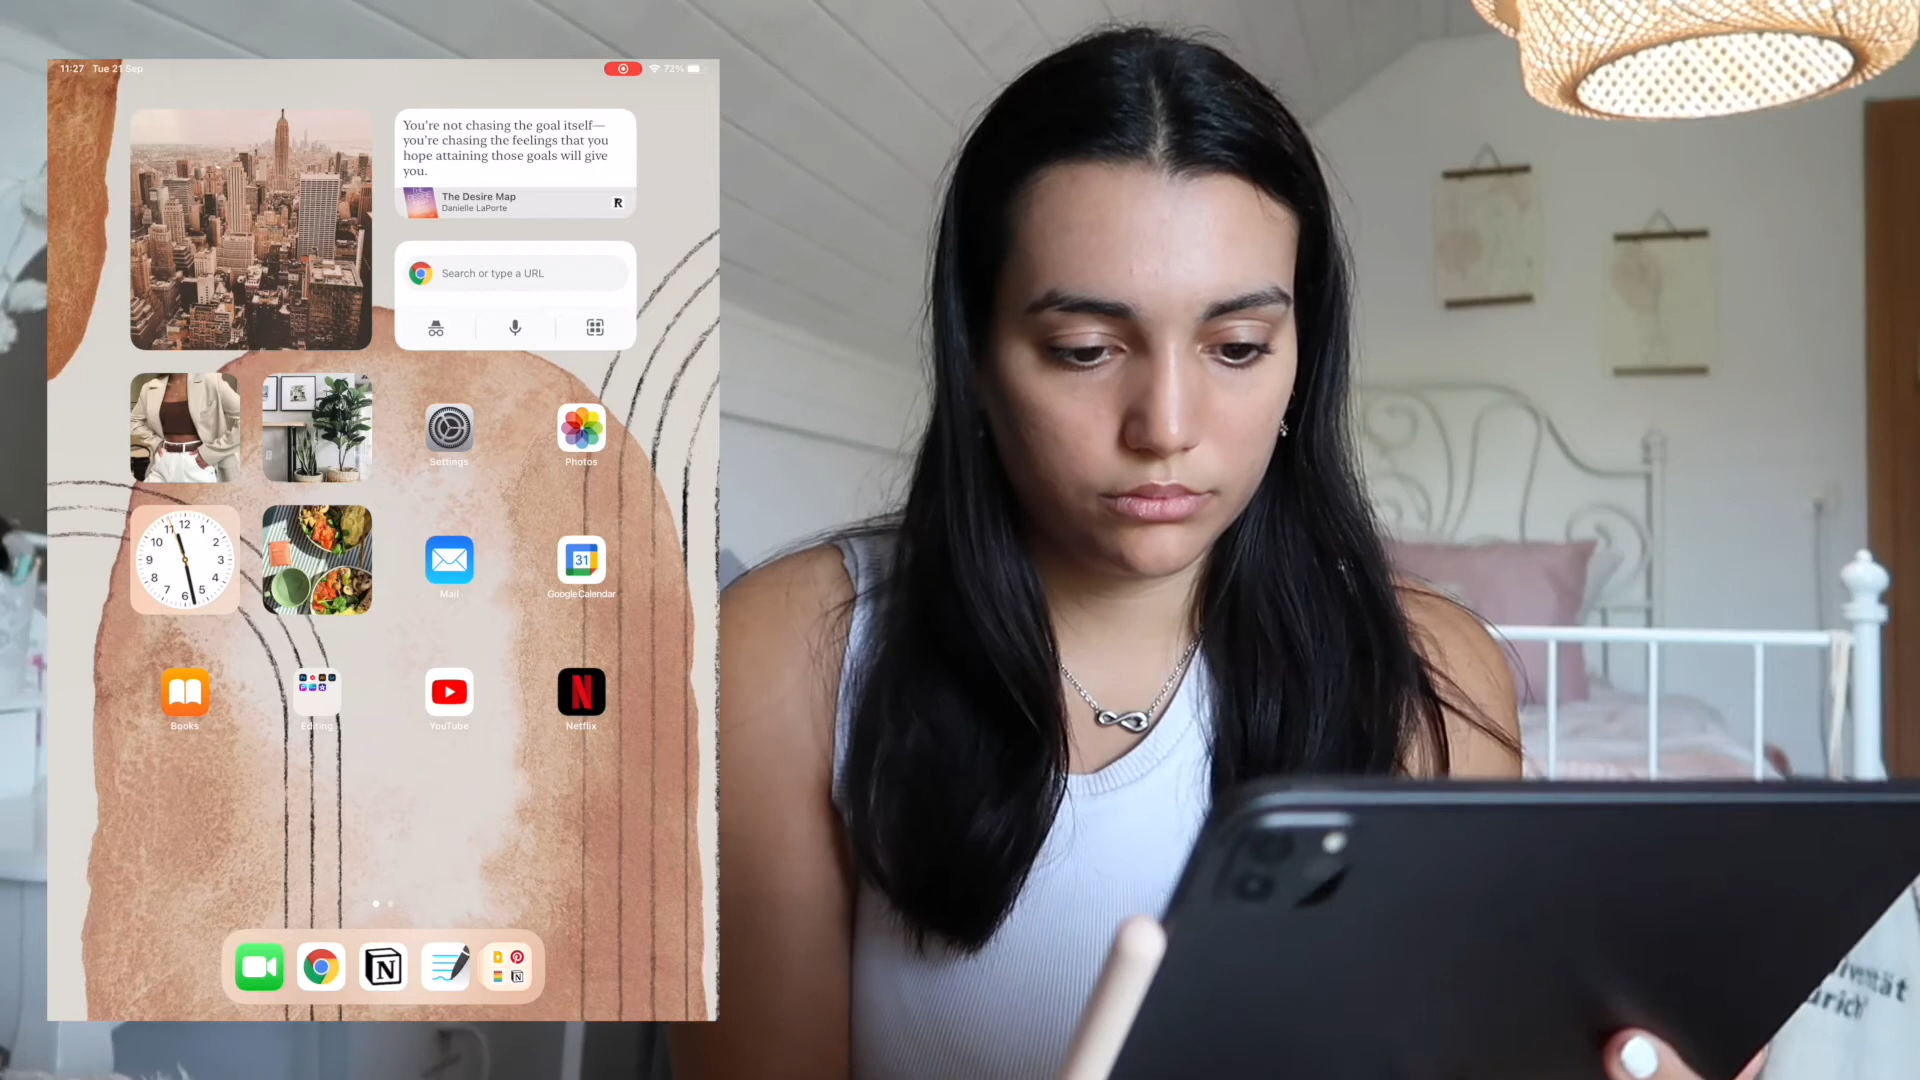 11:27 Tue 21 Sep
72%
You're not chasing the goal itself—
you're chasing the feelings that you
hope attaining those goals will give
you.
THE
The Desire Map
Danielle LaPorte
R
Search or type a URL
Settings
Photos
12
11 1
10 2
9 3
8 4
7 5
6
31
Mail
Google Calendar
N
Books
Editing
YouTube
Netflix
N
N